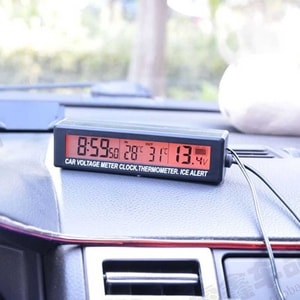 8:59 50 28°C 31°C 13.4V
CAR VOLTAGE METER CLOCK.THERMOMETER. ICE ALERT